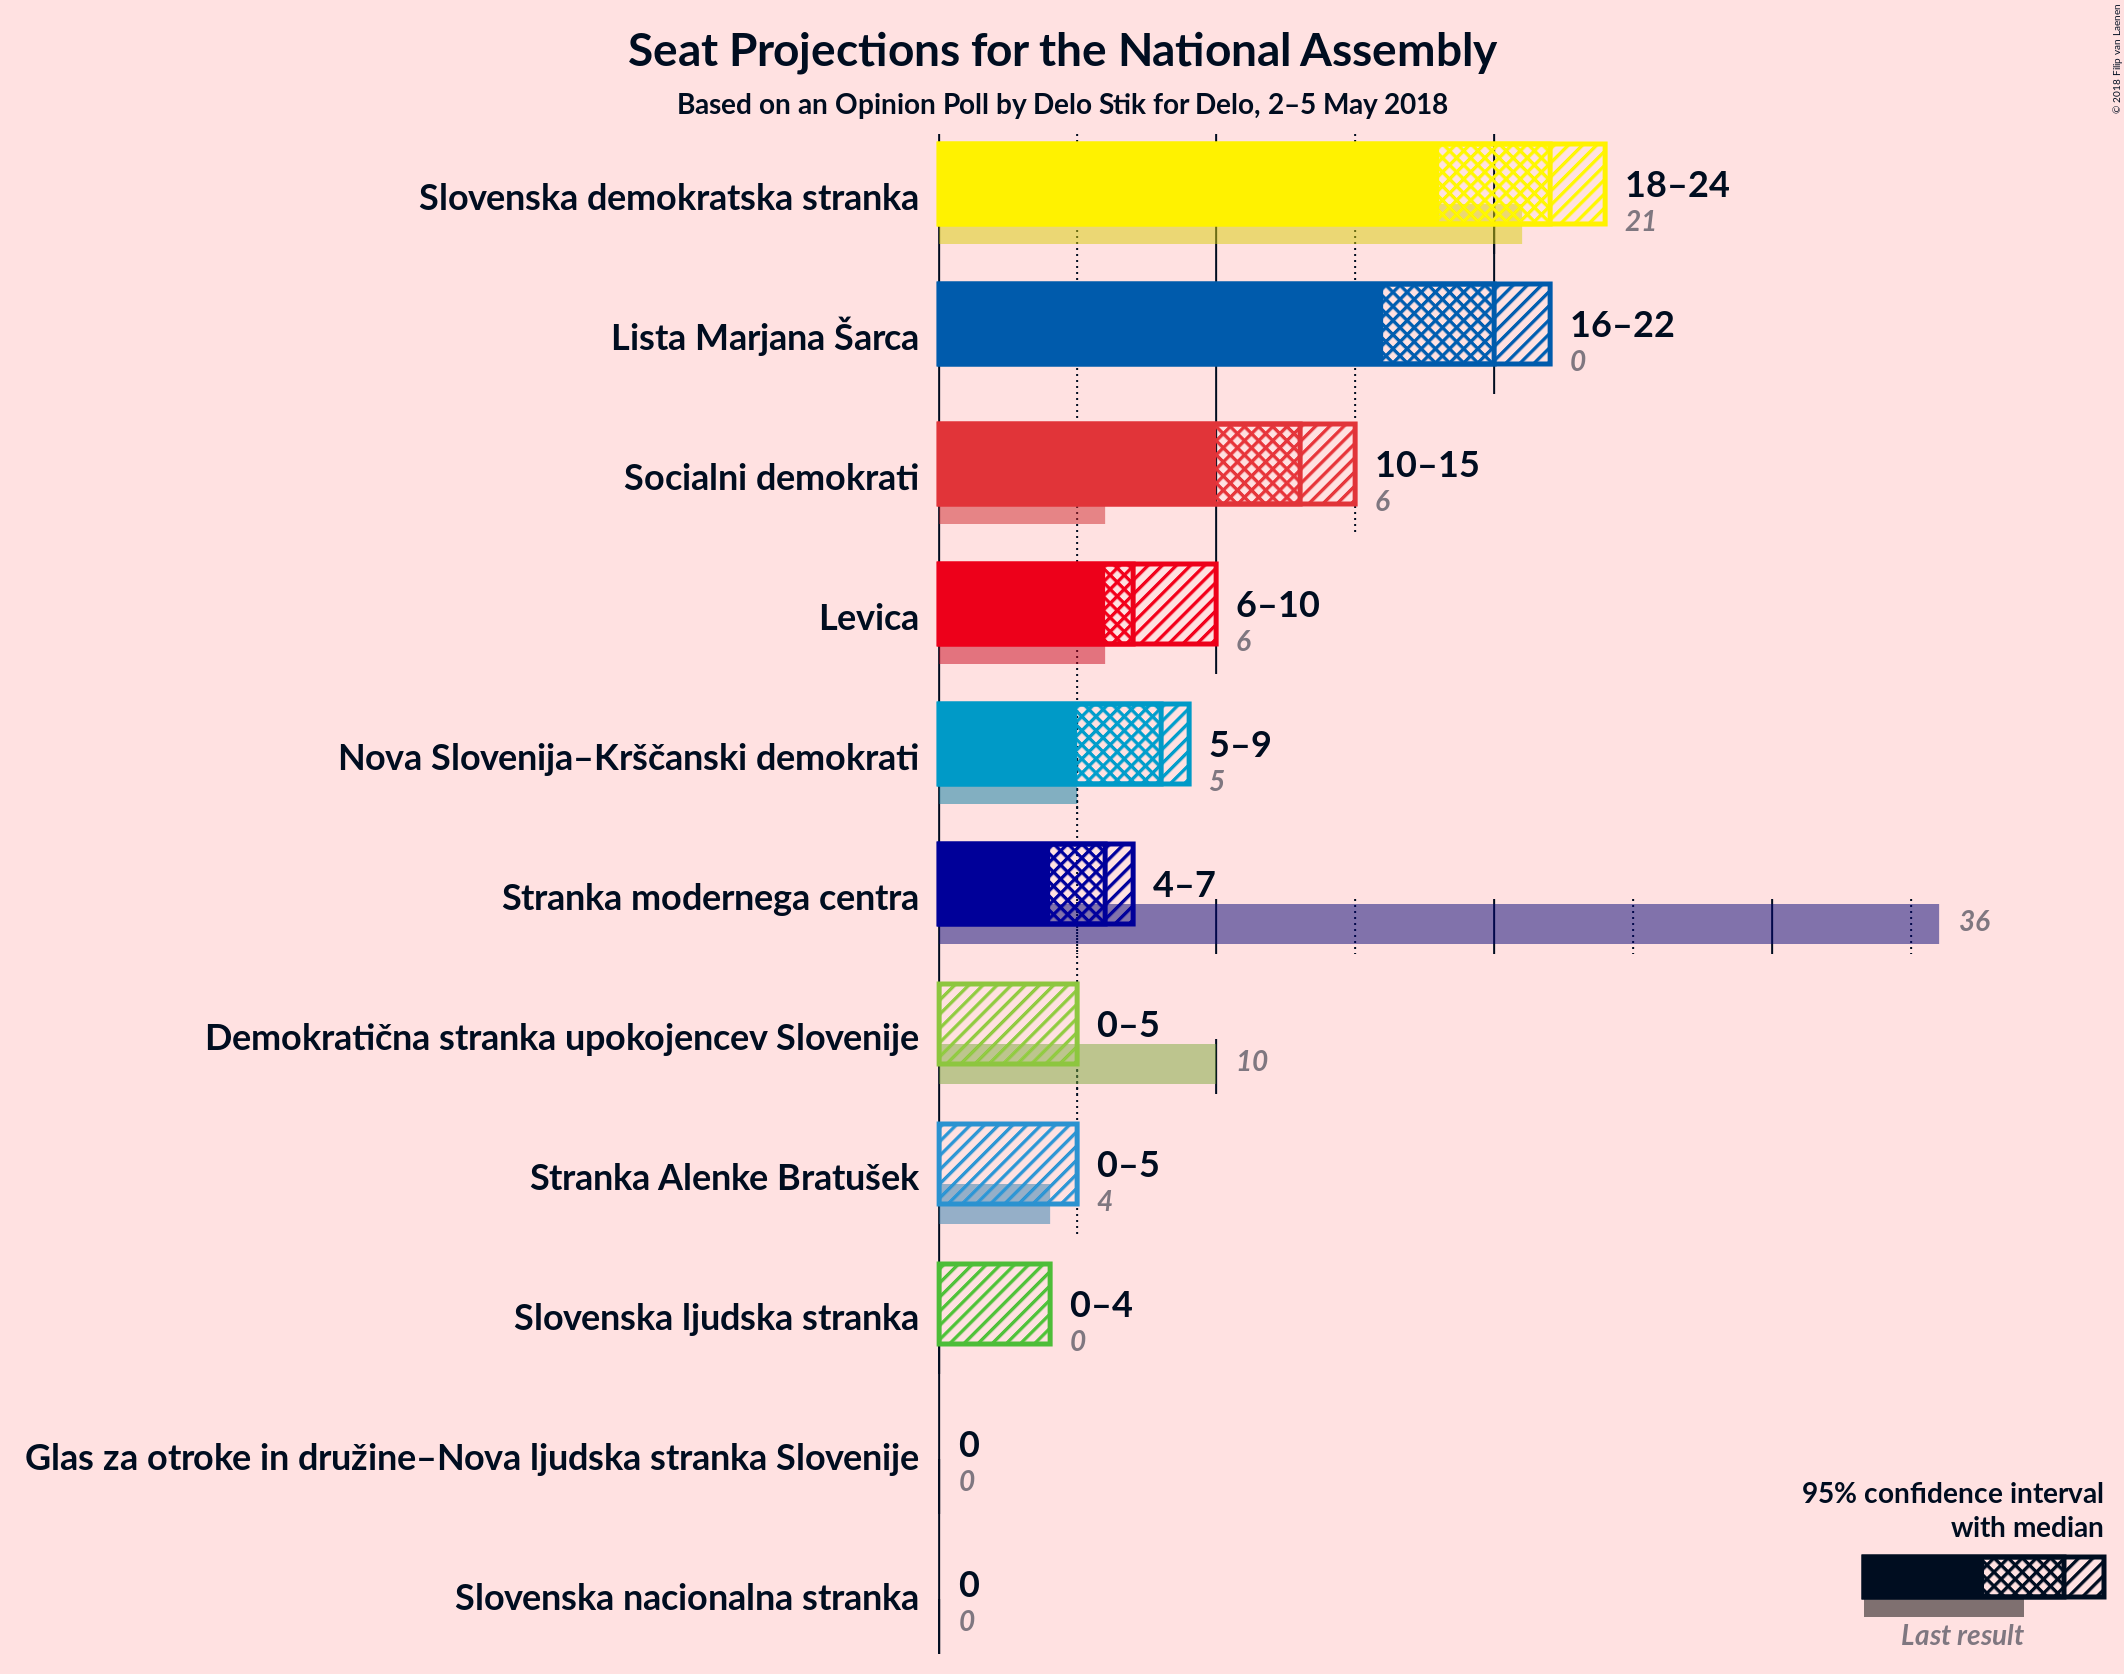 Seat Projections for the National Assembly
Based on an Opinion Poll by Delo Stik for Delo, 2–5 May 2018
© 2018 Filip van Laenen
Slovenska demokratska stranka
18–24
21
Lista Marjana Šarca
16–22
0
Socialni demokrati
10–15
6
Levica
6–10
6
Nova Slovenija–Krščanski demokrati
5–9
5
Stranka modernega centra
4–7
36
Demokratična stranka upokojencev Slovenije
0–5
10
Stranka Alenke Bratušek
0–5
4
Slovenska ljudska stranka
0–4
0
Glas za otroke in družine–Nova ljudska stranka Slovenije
0
0
Slovenska nacionalna stranka
0
0
95% confidence interval
with median
Last result